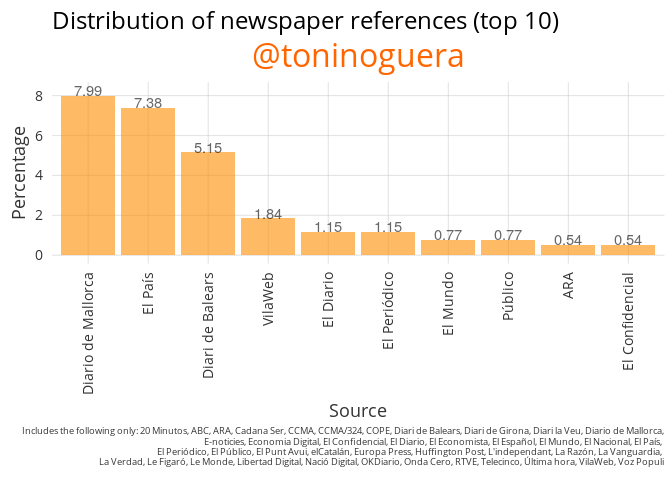 Distribution of newspaper references (top 10)
@toninoguera
Percentage
8
6
4
2
0
7.99
7.38
5.15
1.84
1.15
1.15
0.77
0.77
0.54
0.54
Diario de Mallorca
El País
Diari de Balears
VilaWeb
El Diario
El Periódico
El Mundo
Público
ARA
El Confidencial
Source
Includes the following only: 20 Minutos, ABC, ARA, Cadana Ser, CCMA, CCMA/324, COPE, Diari de Balears, Diari de Girona, Diari la Veu, Diario de Mallorca,
E-noticies, Economia Digital, El Confidencial, El Diario, El Economista, El Español, El Mundo, El Nacional, El País,
El Periódico, El Público, El Punt Avui, elCatalán, Europa Press, Huffington Post, L'independant, La Razón, La Vanguardia,
La Verdad, Le Figaró, Le Monde, Libertad Digital, Nació Digital, OKDiario, Onda Cero, RTVE, Telecinco, Última hora, VilaWeb, Voz Populi